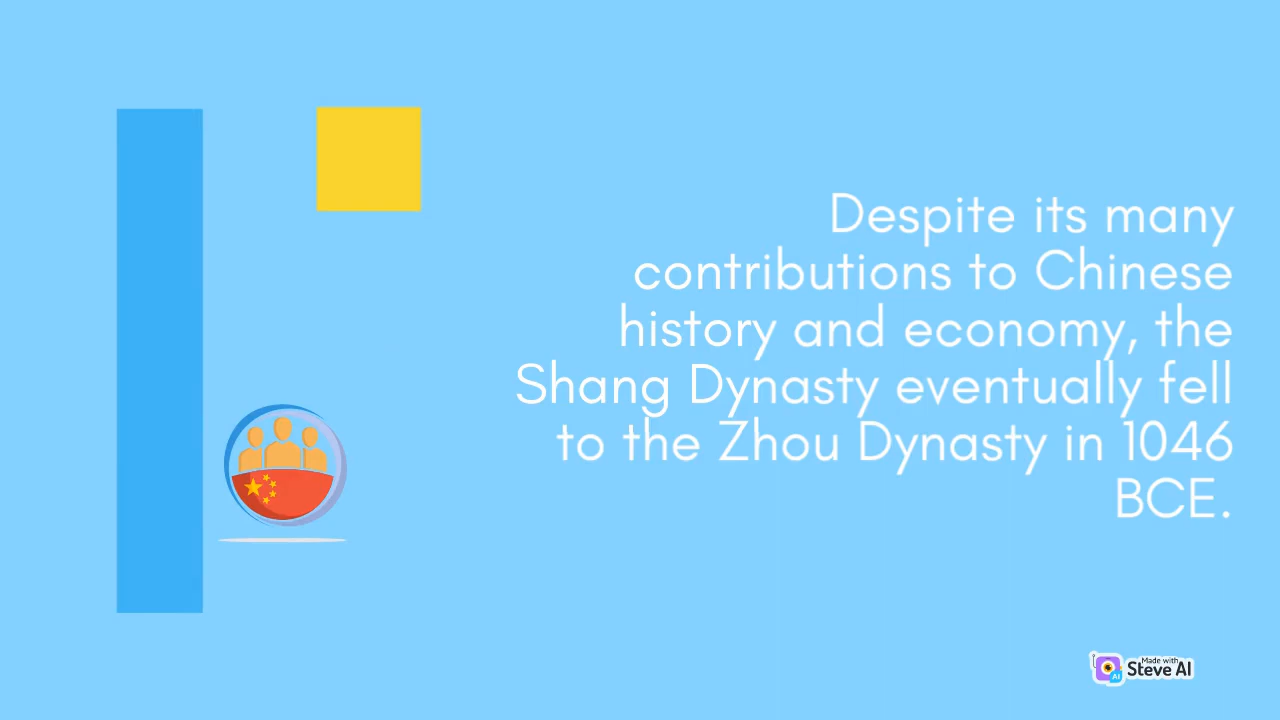 Despite its many
contributions to Chinese
history and economy, the
Shang Dynasty eventually fell
to the Zhou Dynasty in 1046
BCE.
Made with
AI Steve AI